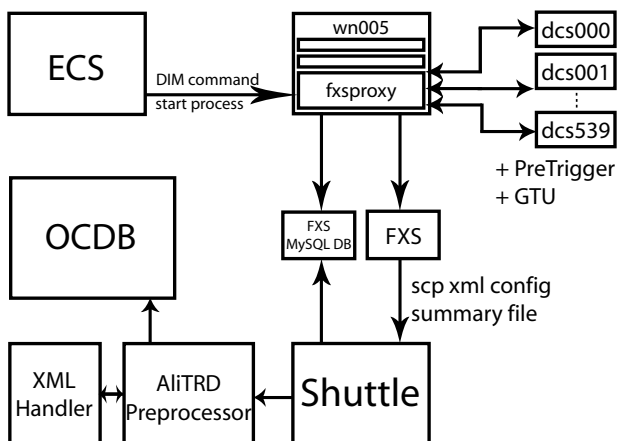 wn005
dcs000
ECS
DIM command
start process
fxsproxy
dcs001
dcs539
+ PreTrigger
+ GTU
OCDB
FXS
MySQL DB
FXS
scp xml config
summary file
XML
Handler
AliTRD
Preprocessor
Shuttle